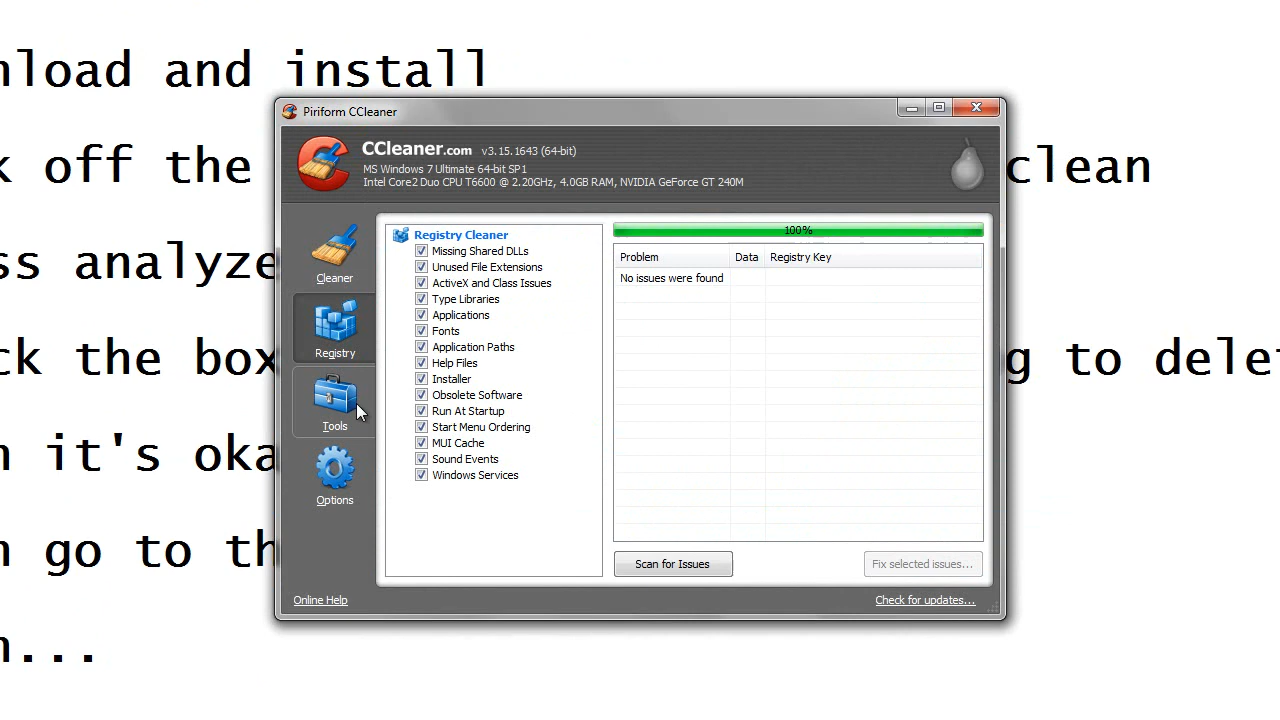 nload and install
k off the clean
ss analyze
ck the box g to delet
n it's oka
n go to th
n...
Piriform CCleaner
CCleaner.com v3.15.1643 (64-bit)
MS Windows 7 Ultimate 64-bit SP1
Intel Core2 Duo CPU T6600 @ 2.20GHz, 4.0GB RAM, NVIDIA GeForce GT 240M
Cleaner
Registry
Tools
Options
Registry Cleaner
Missing Shared DLLs
Unused File Extensions
ActiveX and Class Issues
Type Libraries
Applications
Fonts
Application Paths
Help Files
Installer
Obsolete Software
Run At Startup
Start Menu Ordering
MUI Cache
Sound Events
Windows Services
100%
Problem Data Registry Key
No issues were found
Scan for Issues Fix selected issues...
Online Help Check for updates...